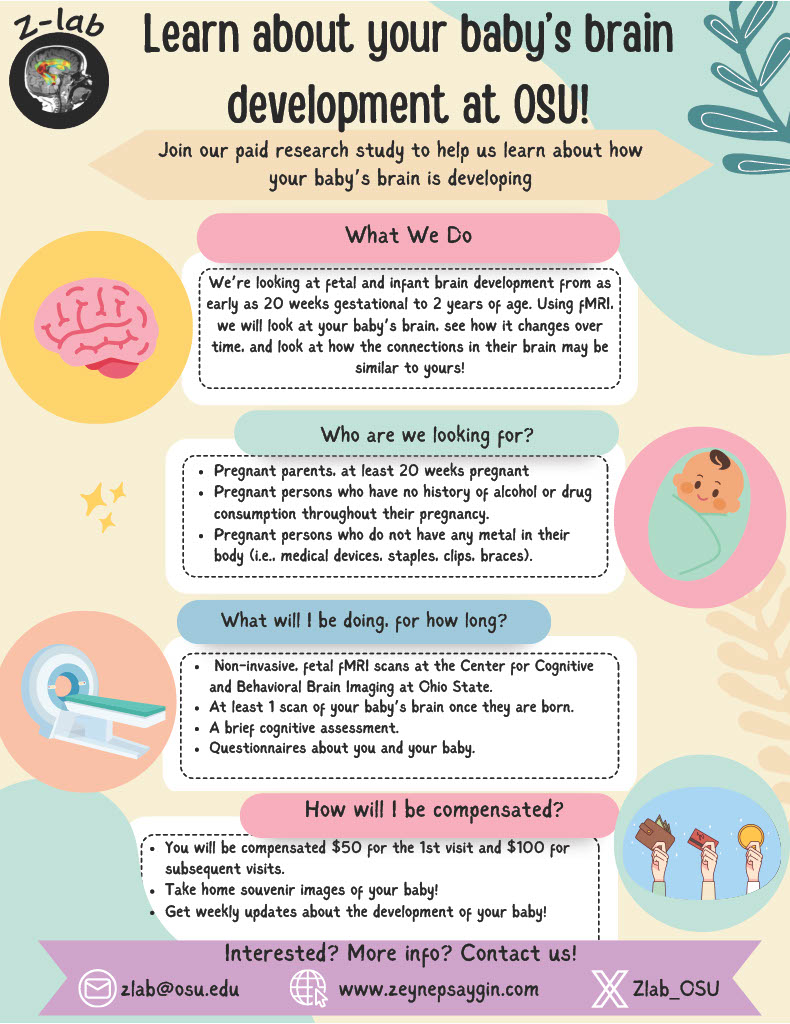 Z-lab
Learn about your baby's brain
development at OSU!
Join our paid research study to help us learn about how
your baby's brain is developing
What We Do
We're looking at fetal and infant brain development from as
early as 20 weeks gestational to 2 years of age. Using fMRI,
we will look at your baby's brain, see how it changes over
time, and look at how the connections in their brain may be
similar to yours!
Who are we looking for?
• Pregnant parents, at least 20 weeks pregnant
• Pregnant persons who have no history of alcohol or drug
consumption throughout their pregnancy.
• Pregnant persons who do not have any metal in their
body (i.e., medical devices, staples, clips, braces).
What will I be doing, for how long?
• Non-invasive, fetal fMRI scans at the Center for Cognitive
and Behavioral Brain Imaging at Ohio State.
• At least 1 scan of your baby's brain once they are born.
• A brief cognitive assessment.
• Questionnaires about you and your baby.
How will I be compensated?
• You will be compensated $50 for the 1st visit and $100 for
subsequent visits.
• Take home souvenir images of your baby!
• Get weekly updates about the development of your baby!
Interested? More info? Contact us!
zlab@osu.edu
www.zeynepsaygin.com
Zlab_OSU